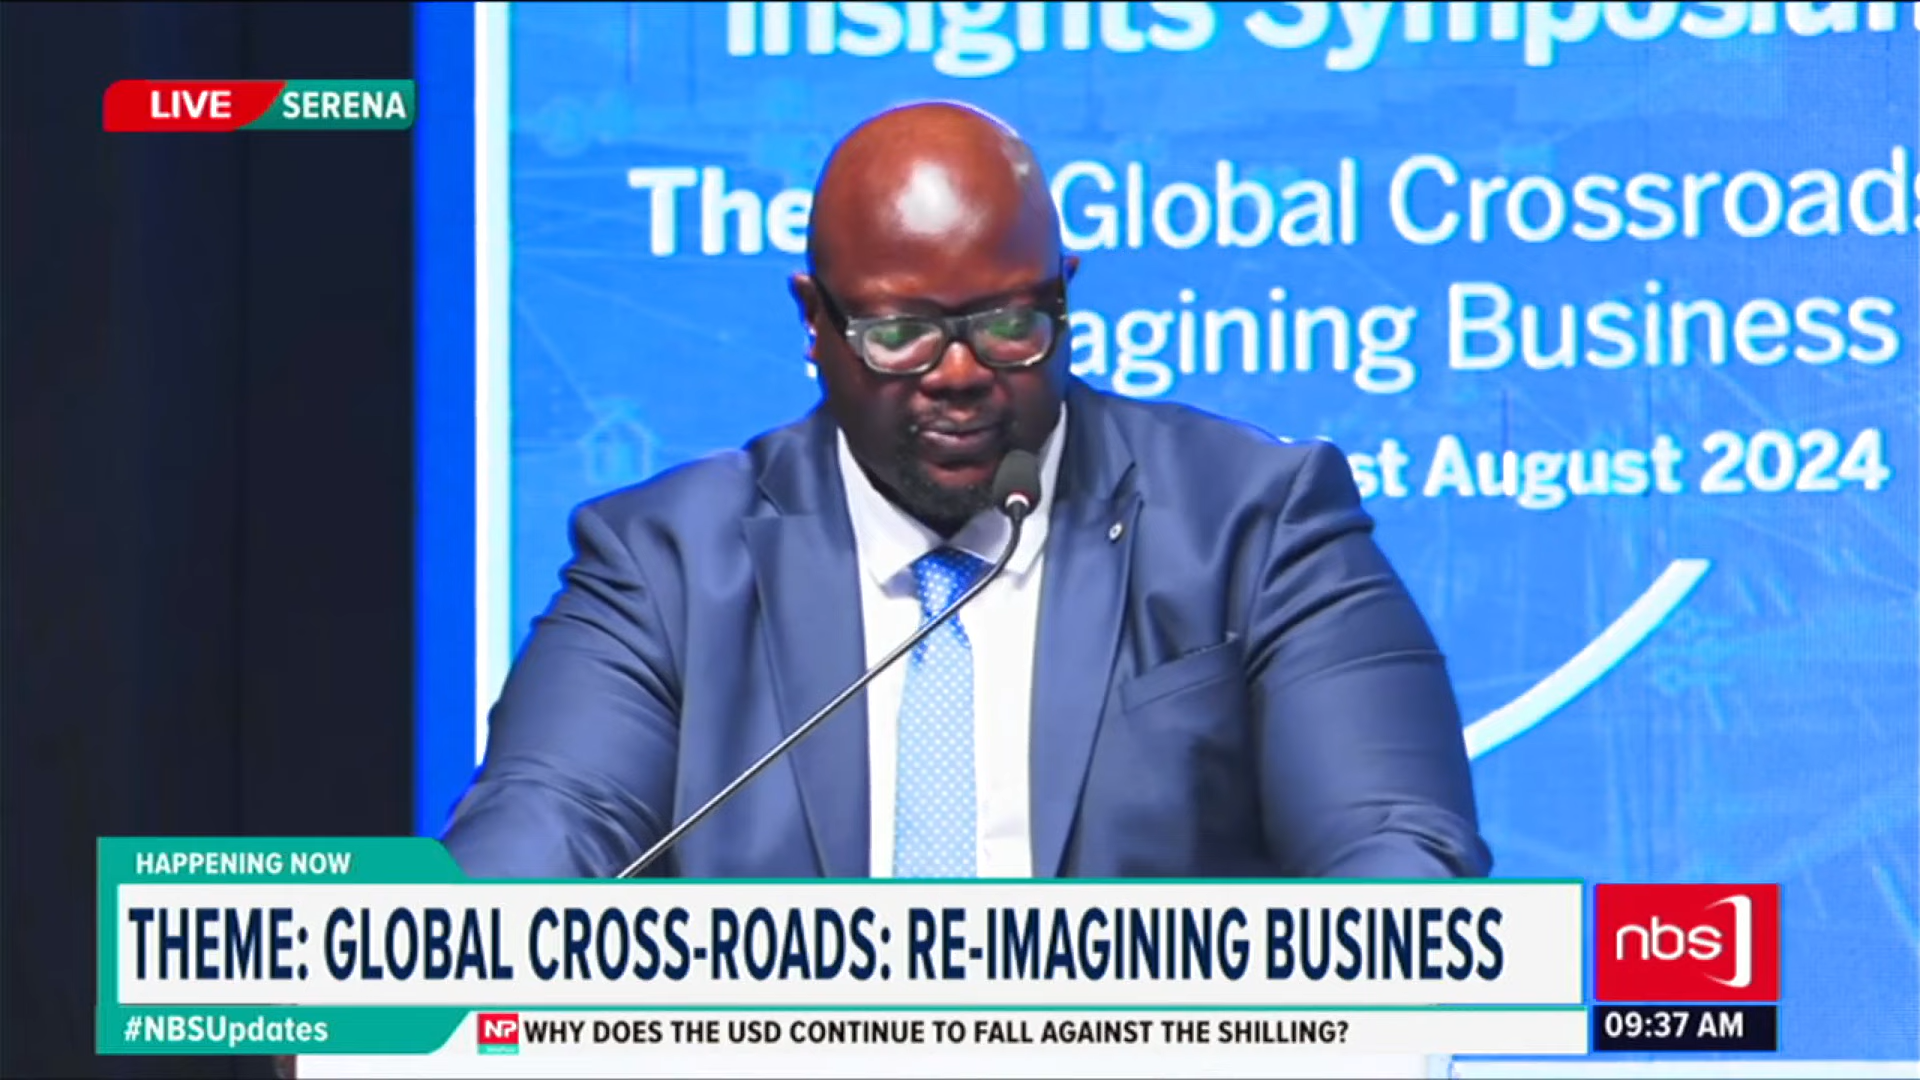 Insights Symposium
LIVE SERENA
Global Crossroads
agining Business
st August 2024
HAPPENING NOW
THEME: GLOBAL CROSS-ROADS: RE-IMAGINING BUSINESS
nbs
#NBSUpdates
NP WHY DOES THE USD CONTINUE TO FALL AGAINST THE SHILLING?
09:37 AM